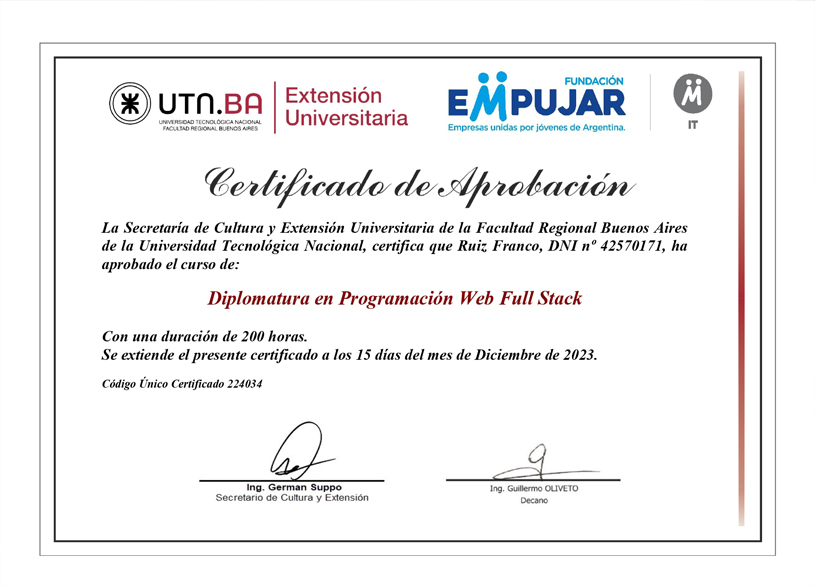 UTN.BA
UNIVERSIDAD TECNOLÓGICA NACIONAL
FACULTAD REGIONAL BUENOS AIRES
Extensión
Universitaria
FUNDACIÓN
EMPUJAR
Empresas unidas por jóvenes de Argentina.
IT
Certificado de Aprobación
La Secretaría de Cultura y Extensión Universitaria de la Facultad Regional Buenos Aires
de la Universidad Tecnológica Nacional, certifica que Ruiz Franco, DNI nº 42570171, ha
aprobado el curso de:
Diplomatura en Programación Web Full Stack
Con una duración de 200 horas.
Se extiende el presente certificado a los 15 días del mes de Diciembre de 2023.
Código Único Certificado 224034
Ing. German Suppo
Secretario de Cultura y Extensión
Ing. Guillermo OLIVETO
Decano